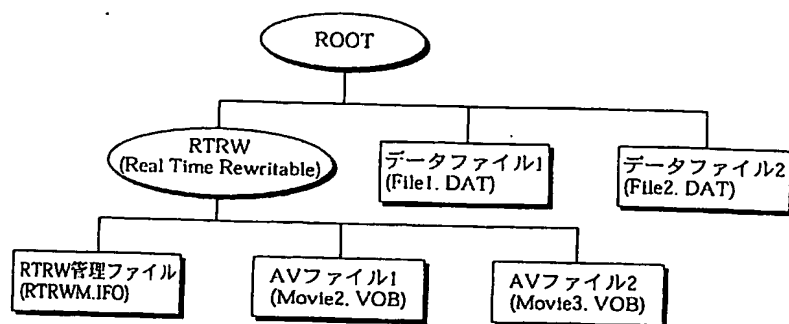 ROOT
RTRW
(Real Time Rewritable)
データファイル1
(File1. DAT)
データファイル2
(File2. DAT)
RTRW管理ファイル
(RTRWM.IFO)
AVファイル1
(Movie2. VOB)
AVファイル2
(Movie3. VOB)